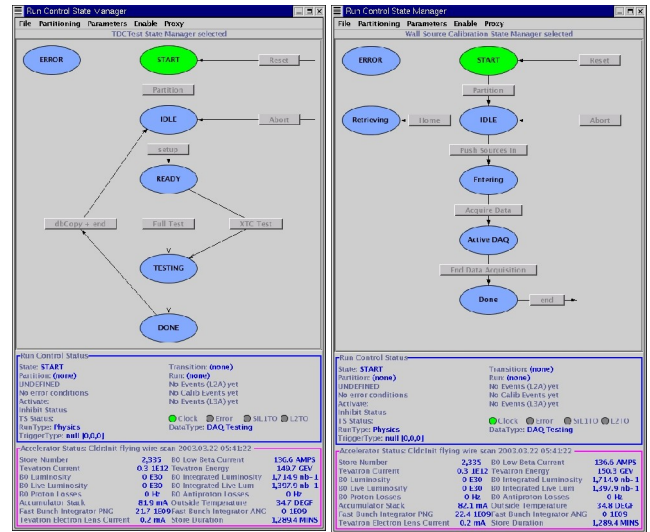 Run Control State Manager
File Partitioning Parameters Enable Proxy
TDCTest State Manager selected
ERROR
START
Reset
Partition
IDLE
Abort
setup
READY
dbCopy + end
Full Test
XTC Test
TESTING
DONE
Run Control Status
State: START
Transition: (none)
Partition: (none)
Run: (none)
UNDEFINED
No Events (L2A) yet
No error conditions
No Calib Events yet
Activate:
No Events (L3A) yet
Inhibit Status
TS Status:
Clock Error SIL1TO L2TO
RunType: Physics
DataType: DAQ_Testing
TriggerType: null [0,0,0]
Accelerator Status: CldcInit flying wire scan 2003.03.22 05:41:22
Store Number 2,335 B0 Low Beta Current 136.6 AMPS
Tevatron Current 0.3 1E12 Tevatron Energy 149.7 GEV
B0 Luminosity 0 E30 B0 Integrated Luminosity 1,714.9 nb-1
B0 Live Luminosity 0 E30 B0 Integrated Live Lum 1,397.9 nb-1
B0 Proton Losses 0 Hz B0 Antiproton Losses 0 Hz
Accumulator Stack 81.9 mA Outside Temperature 34.7 DEGF
Fast Bunch Integrator PNG 21.7 1E09 Fast Bunch Integrator ANG 0 1E09
Tevatron Electron Lens Current 0.2 mA Store Duration 1,289.4 MINS
Run Control State Manager
File Partitioning Parameters Enable Proxy
Wall Source Calibration State Manager selected
ERROR
START
Reset
Partition
Retrieving
Home
IDLE
Abort
Push Sources In
Entering
Acquire Data
Active DAQ
End Data Acquisition
Done
end
Run Control Status
State: START
Transition: (none)
Partition: (none)
Run: (none)
UNDEFINED
No Events (L2A) yet
No error conditions
No Calib Events yet
Activate:
No Events (L3A) yet
Inhibit Status
TS Status:
Clock Error SIL1TO L2TO
RunType: Physics
DataType: DAQ_Testing
TriggerType: null [0,0,0]
Accelerator Status: CldcInit flying wire scan 2003.03.22 05:41:22
Store Number 2,335 B0 Low Beta Current 136.6 AMPS
Tevatron Current 0.3 1E12 Tevatron Energy 150.3 GEV
B0 Luminosity 0 E30 B0 Integrated Luminosity 1,714.9 nb-1
B0 Live Luminosity 0 E30 B0 Integrated Live Lum 1,397.9 nb-1
B0 Proton Losses 0 Hz B0 Antiproton Losses 0 Hz
Accumulator Stack 82.1 mA Outside Temperature 34.8 DEGF
Fast Bunch Integrator PNG 22.4 1E09 Fast Bunch Integrator ANG 0 1E09
Tevatron Electron Lens Current 0.2 mA Store Duration 1,289.4 MINS